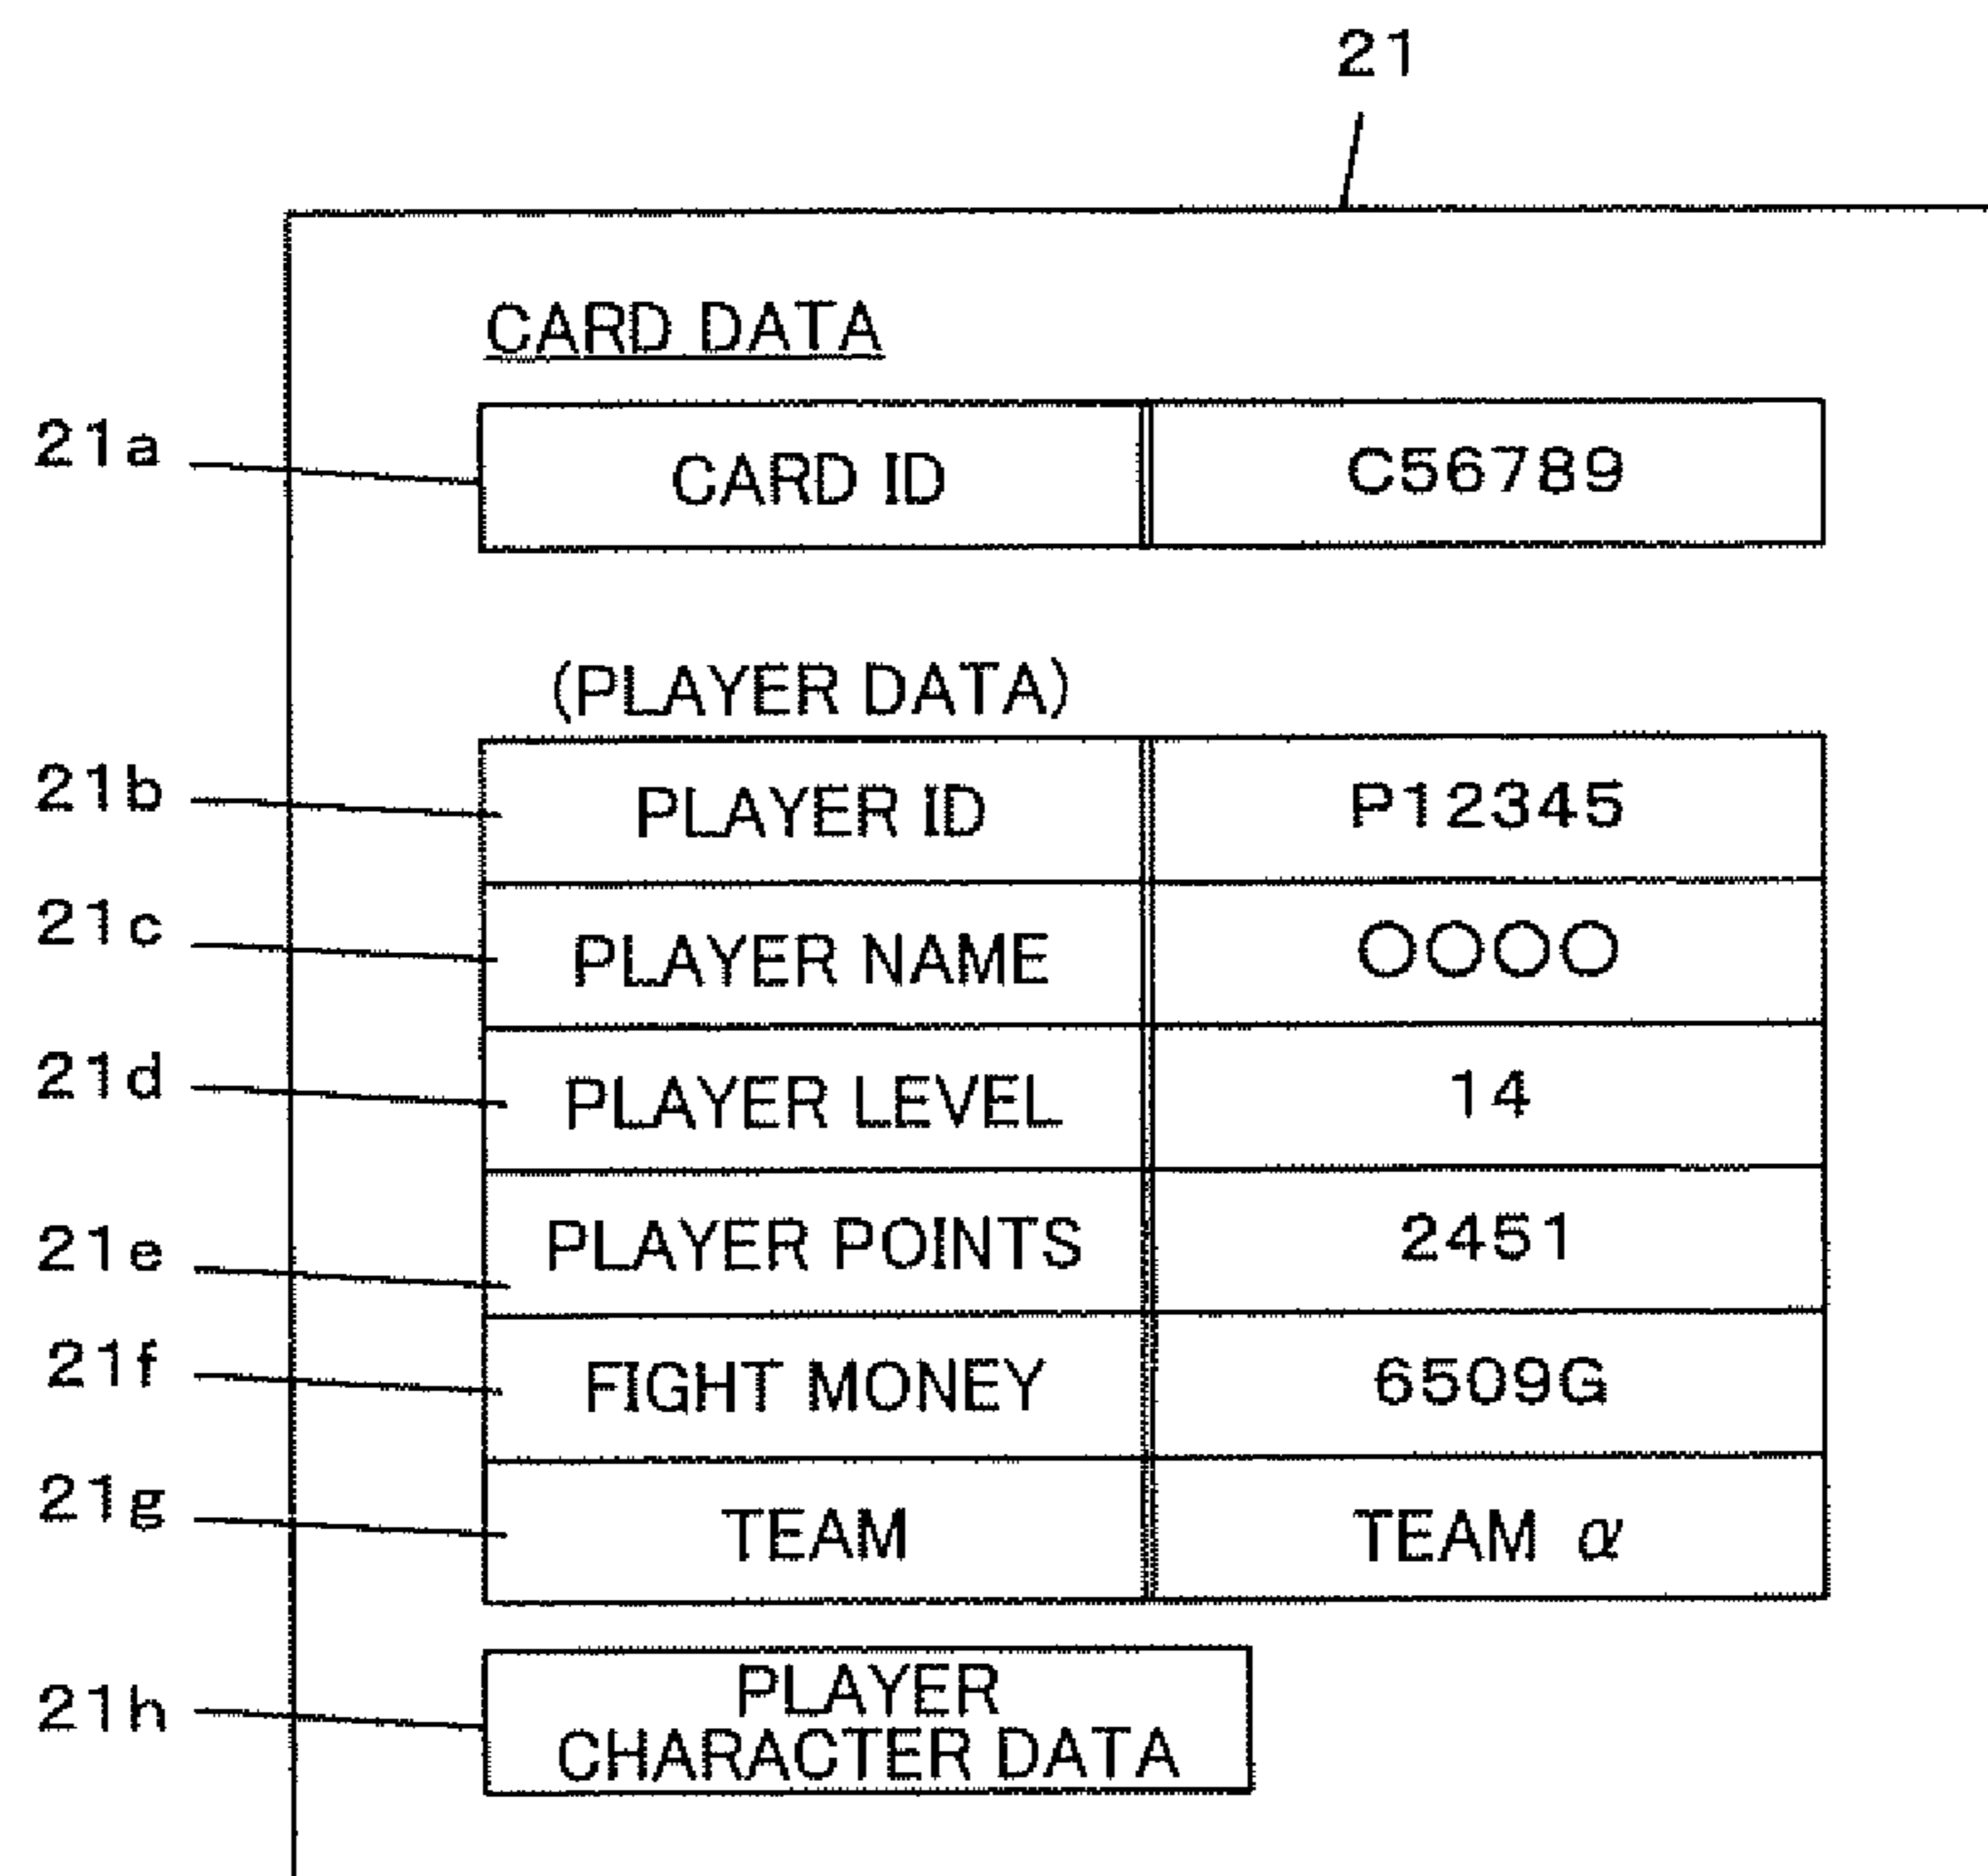 21
CARD DATA
21a CARD ID C56789
(PLAYER DATA)
21b PLAYER ID P12345
21c PLAYER NAME ○○○○
21d PLAYER LEVEL 14
21e PLAYER POINTS 2451
21f FIGHT MONEY 6509G
21g TEAM TEAM α
21h PLAYER
CHARACTER DATA